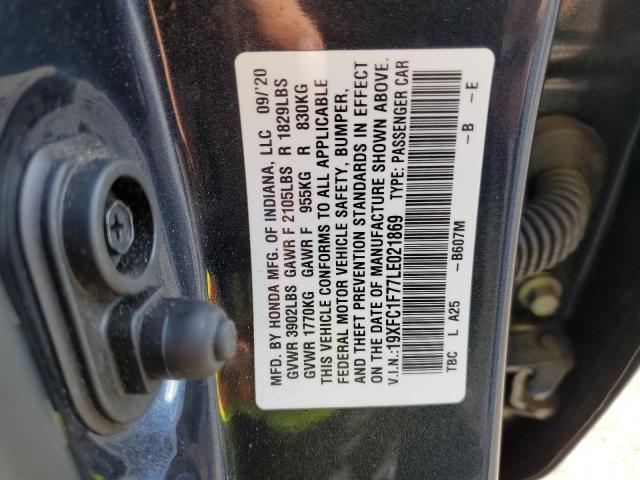 MFD. BY HONDA MFG. OF INDIANA, LLC 09/'20
GVWR 3902LBS GAWR F 2105LBS R 1829LBS
GVWR 1770KG GAWR F 955KG R 830KG
THIS VEHICLE CONFORMS TO ALL APPLICABLE
FEDERAL MOTOR VEHICLE SAFETY, BUMPER,
AND THEFT PREVENTION STANDARDS IN EFFECT
ON THE DATE OF MANUFACTURE SHOWN ABOVE.
V.I.N.:19XFC1F77LE021869 TYPE: PASSENGER CAR
TBC L A25 -B607M -B -E